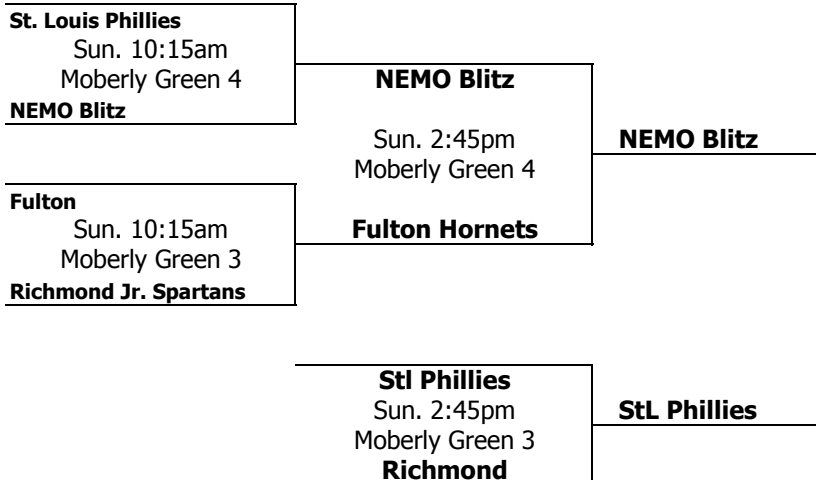 St. Louis Phillies
Sun. 10:15am
Moberly Green 4
NEMO Blitz
NEMO Blitz
Sun. 2:45pm
Moberly Green 4
NEMO Blitz
Fulton
Sun. 10:15am
Moberly Green 3
Richmond Jr. Spartans
Fulton Hornets
Stl Phillies
Sun. 2:45pm
Moberly Green 3
Richmond
StL Phillies